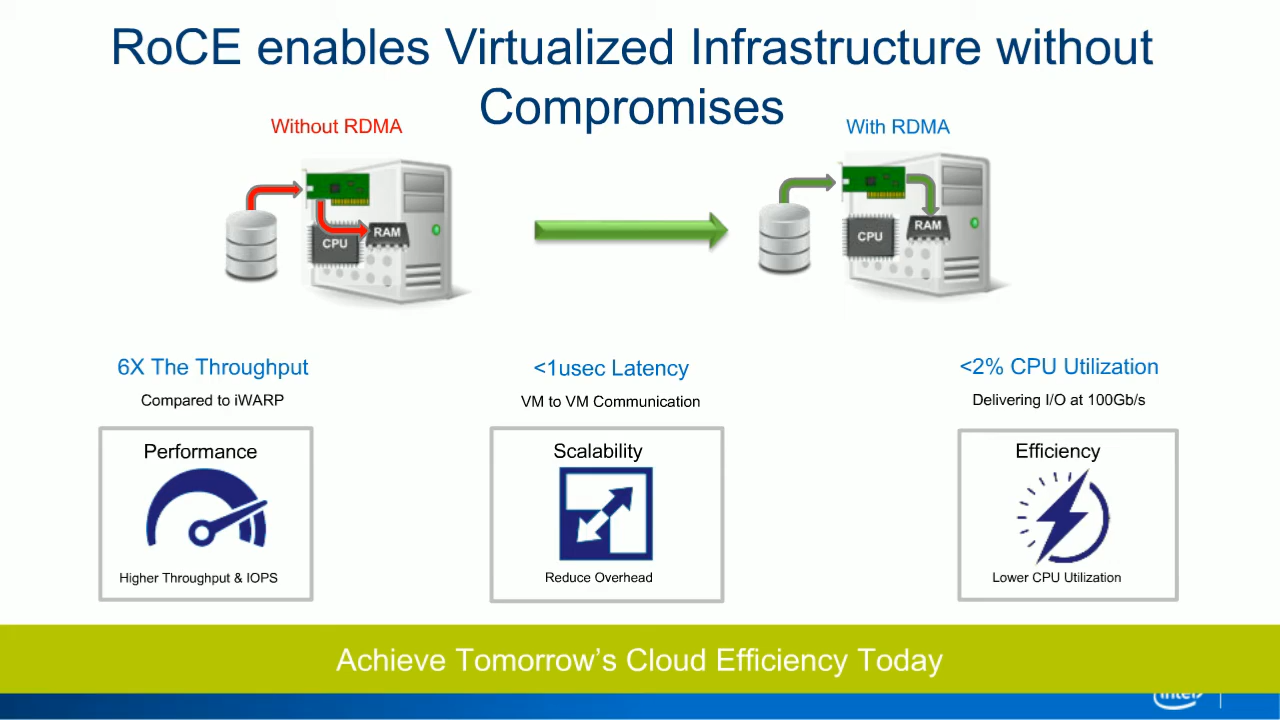 RoCE enables Virtualized Infrastructure without
Compromises
Without RDMA
With RDMA
CPU
RAM
CPU
RAM
6X The Throughput
Compared to iWARP
<1usec Latency
VM to VM Communication
<2% CPU Utilization
Delivering I/O at 100Gb/s
Performance
Higher Throughput & IOPS
Scalability
Reduce Overhead
Efficiency
Lower CPU Utilization
Achieve Tomorrow’s Cloud Efficiency Today
intel